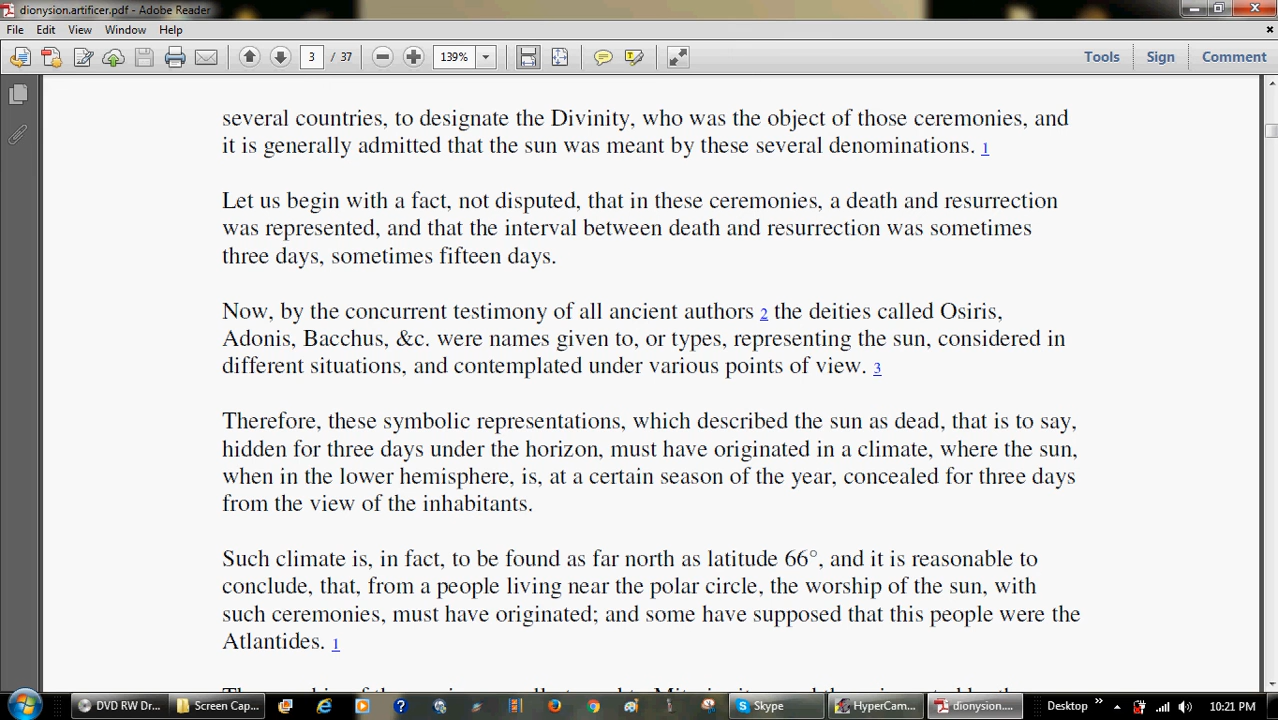 dionysion.artificer.pdf - Adobe Reader
File Edit View Window Help
3 / 37 139% Tools Sign Comment
several countries, to designate the Divinity, who was the object of those ceremonies, and
it is generally admitted that the sun was meant by these several denominations. 1
Let us begin with a fact, not disputed, that in these ceremonies, a death and resurrection
was represented, and that the interval between death and resurrection was sometimes
three days, sometimes fifteen days.
Now, by the concurrent testimony of all ancient authors 2 the deities called Osiris,
Adonis, Bacchus, &c. were names given to, or types, representing the sun, considered in
different situations, and contemplated under various points of view. 3
Therefore, these symbolic representations, which described the sun as dead, that is to say,
hidden for three days under the horizon, must have originated in a climate, where the sun,
when in the lower hemisphere, is, at a certain season of the year, concealed for three days
from the view of the inhabitants.
Such climate is, in fact, to be found as far north as latitude 66°, and it is reasonable to
conclude, that, from a people living near the polar circle, the worship of the sun, with
such ceremonies, must have originated; and some have supposed that this people were the
Atlantides. 1
DVD RW Dr... Screen Cap... Skype HyperCam... dionysion.... Desktop » 10:21 PM